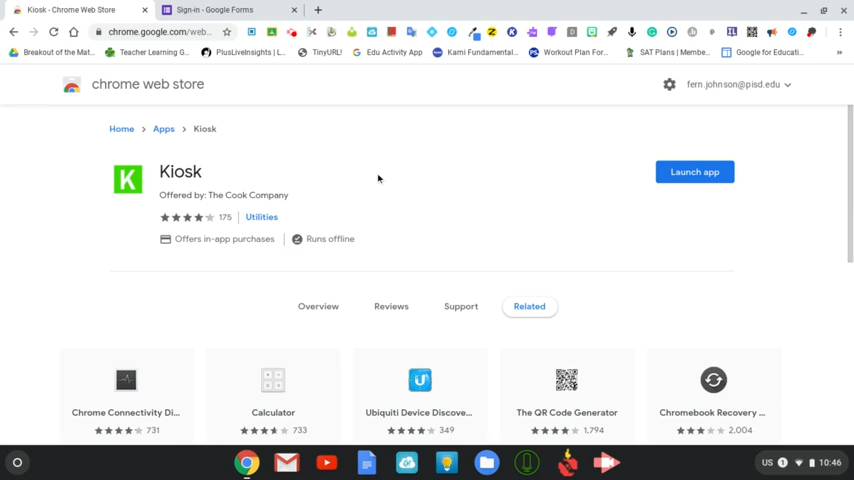 Kiosk - Chrome Web Store
Sign-in - Google Forms
chrome.google.com/web...
Breakout of the Mat...
Teacher Learning G...
PlusLiveInsights | L...
TinyURL!
Edu Activity App
Kami Fundamental...
Workout Plan For...
SAT Plans | Membe...
Google for Educati...
chrome web store
fern.johnson@pisd.edu
Home
Apps
Kiosk
K
Kiosk
Launch app
Offered by: The Cook Company
175
Utilities
Offers in-app purchases
Runs offline
Overview
Reviews
Support
Related
Chrome Connectivity Di...
Calculator
Ubiquiti Device Discove...
The QR Code Generator
Chromebook Recovery ...
731
733
349
1,794
2,004
US
1
10:46